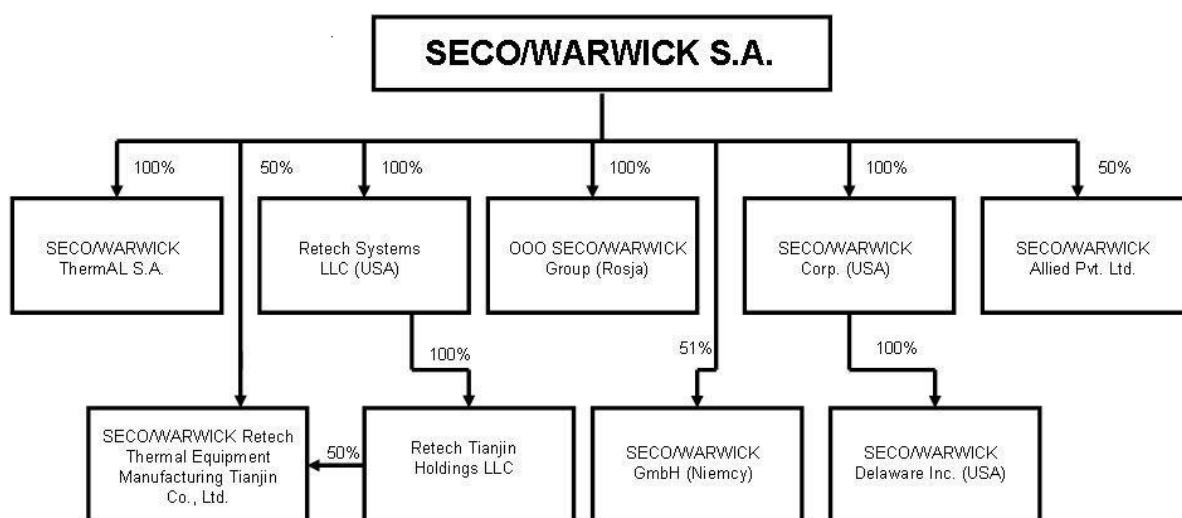 SECO/WARWICK S.A.
100%
50%
100%
100%
100%
50%
SECO/WARWICK
ThermAL S.A.
Retech Systems
LLC (USA)
OOO SECO/WARWICK
Group (Rosja)
SECO/WARWICK
Corp. (USA)
SECO/WARWICK
Allied Pvt. Ltd.
100%
51%
100%
SECO/WARWICK Retech
Thermal Equipment
Manufacturing Tianjin
Co., Ltd.
50%
Retech Tianjin
Holdings LLC
SECO/WARWICK
GmbH (Niemcy)
SECO/WARWICK
Delaware Inc. (USA)